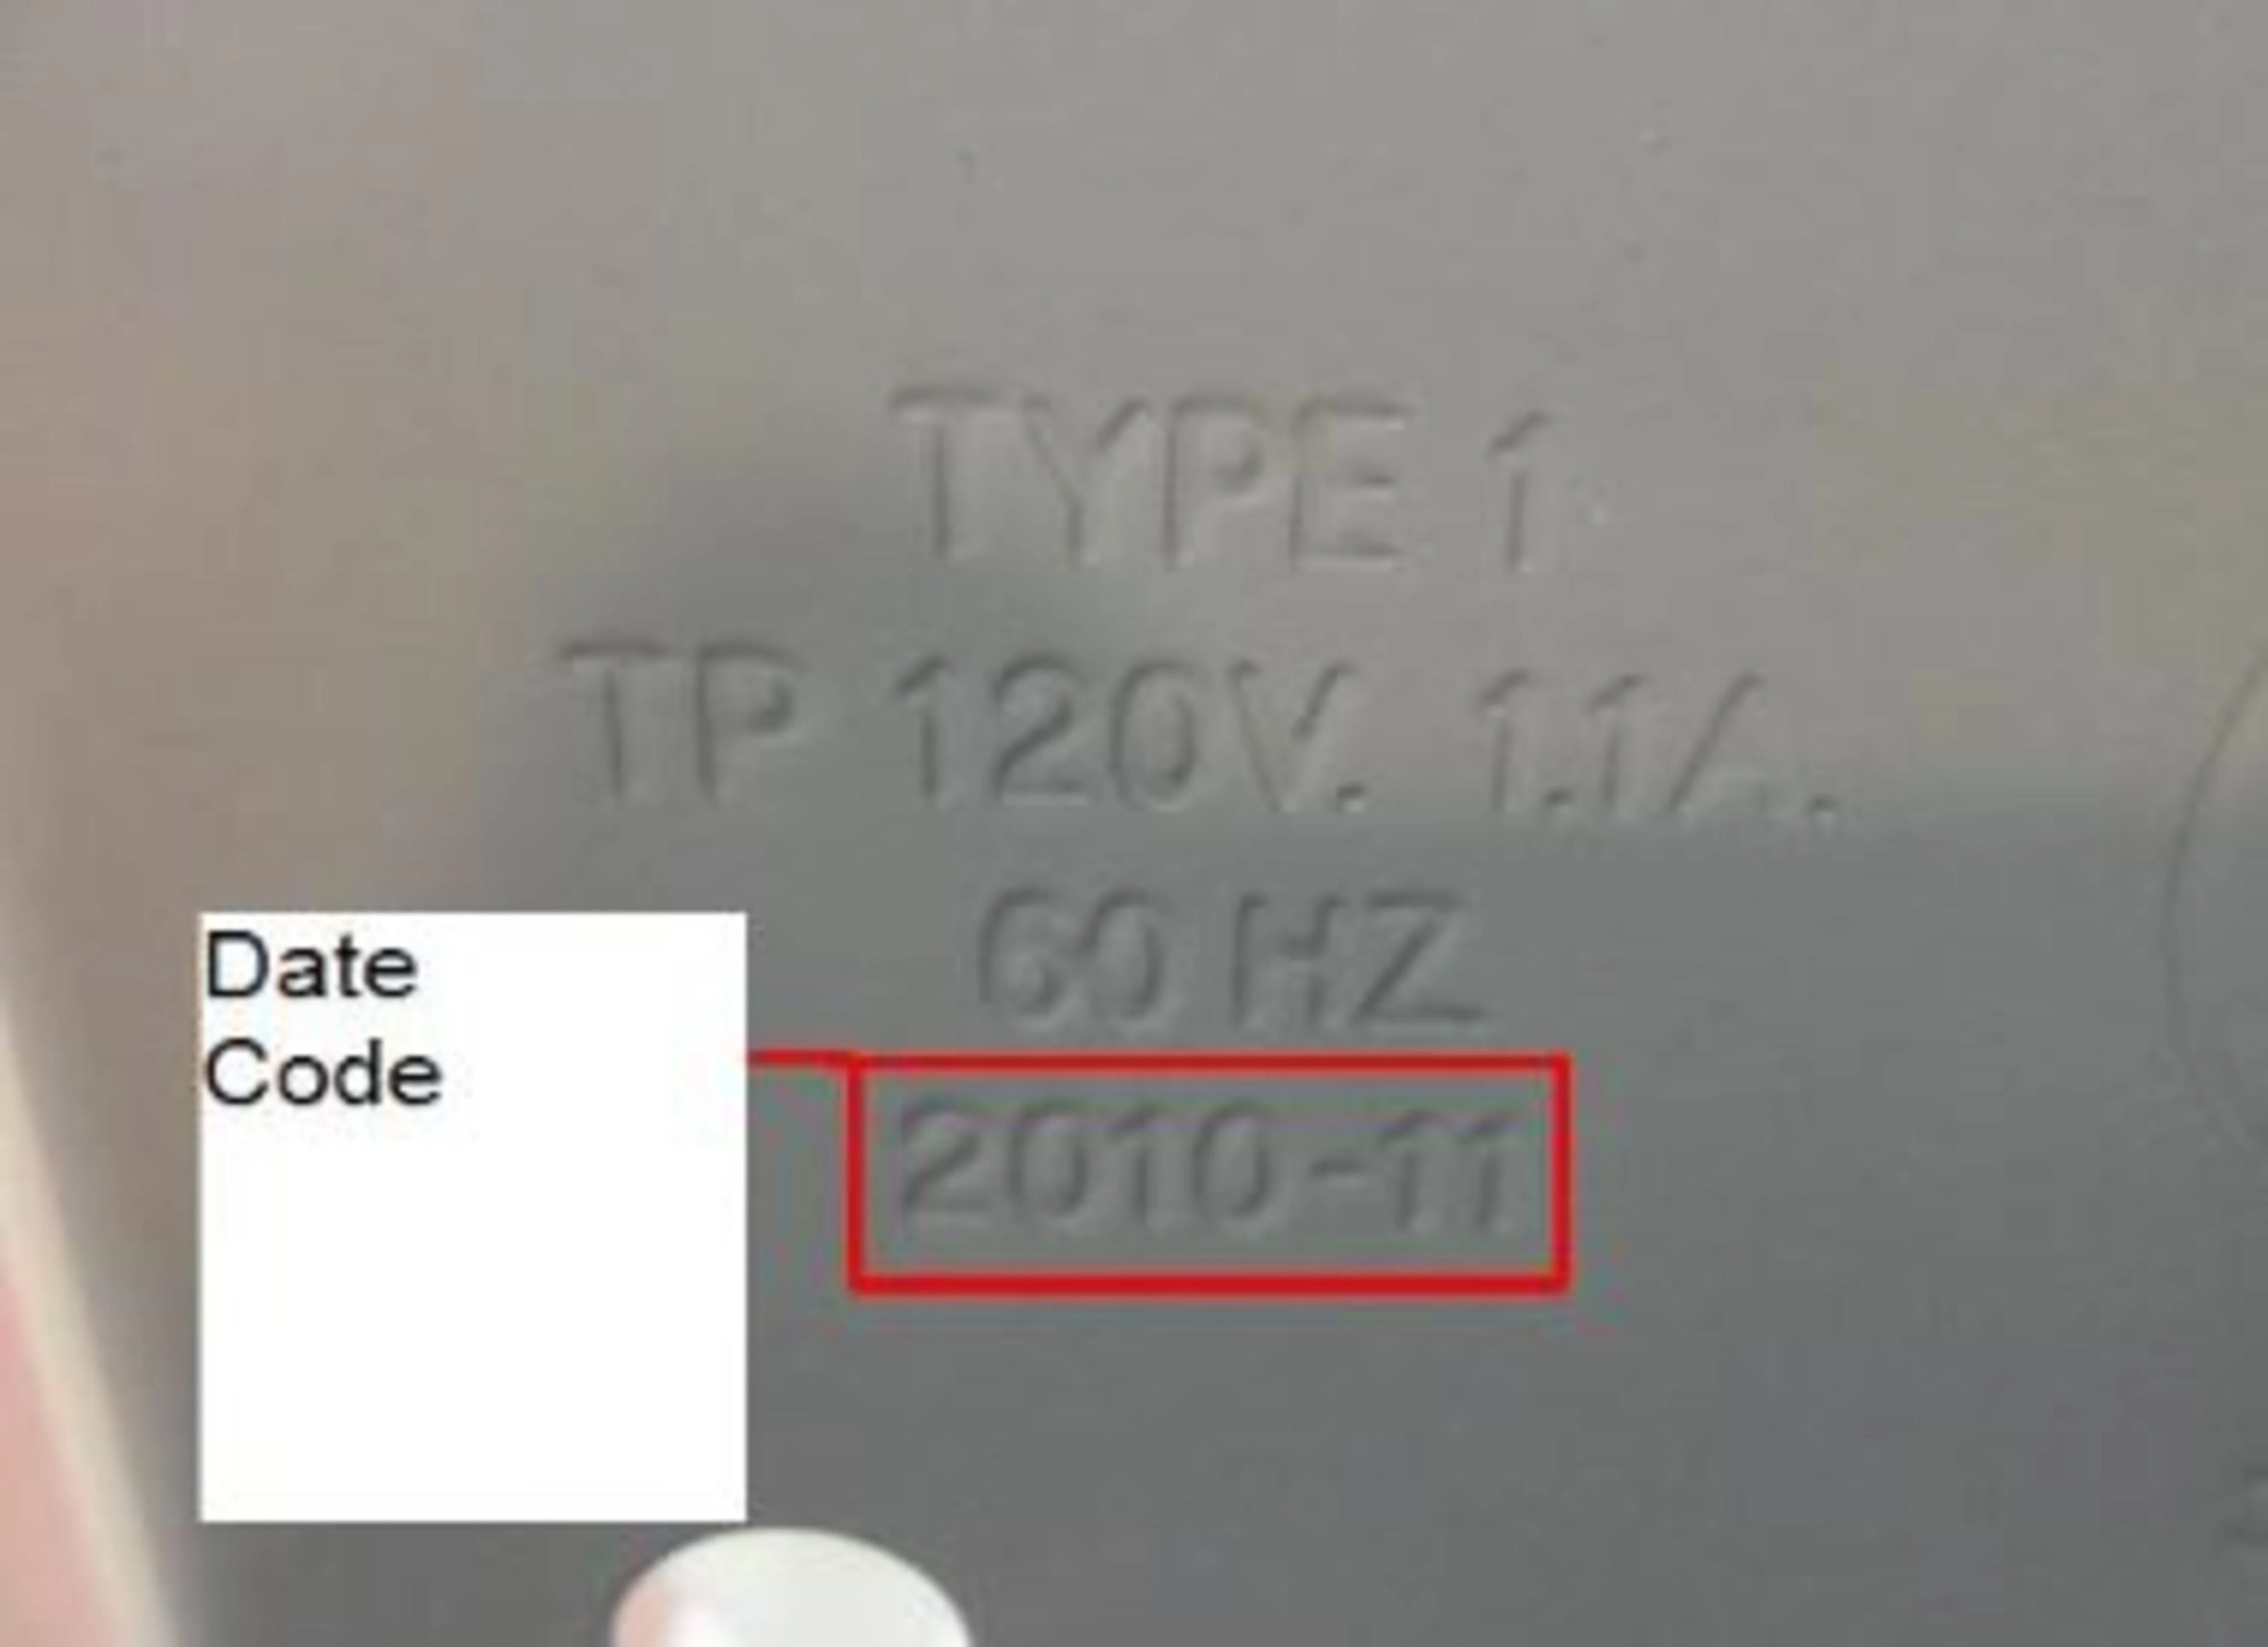 TYPE 1
TP 120V. 1.1A.
60 HZ
Date
Code
2010-11